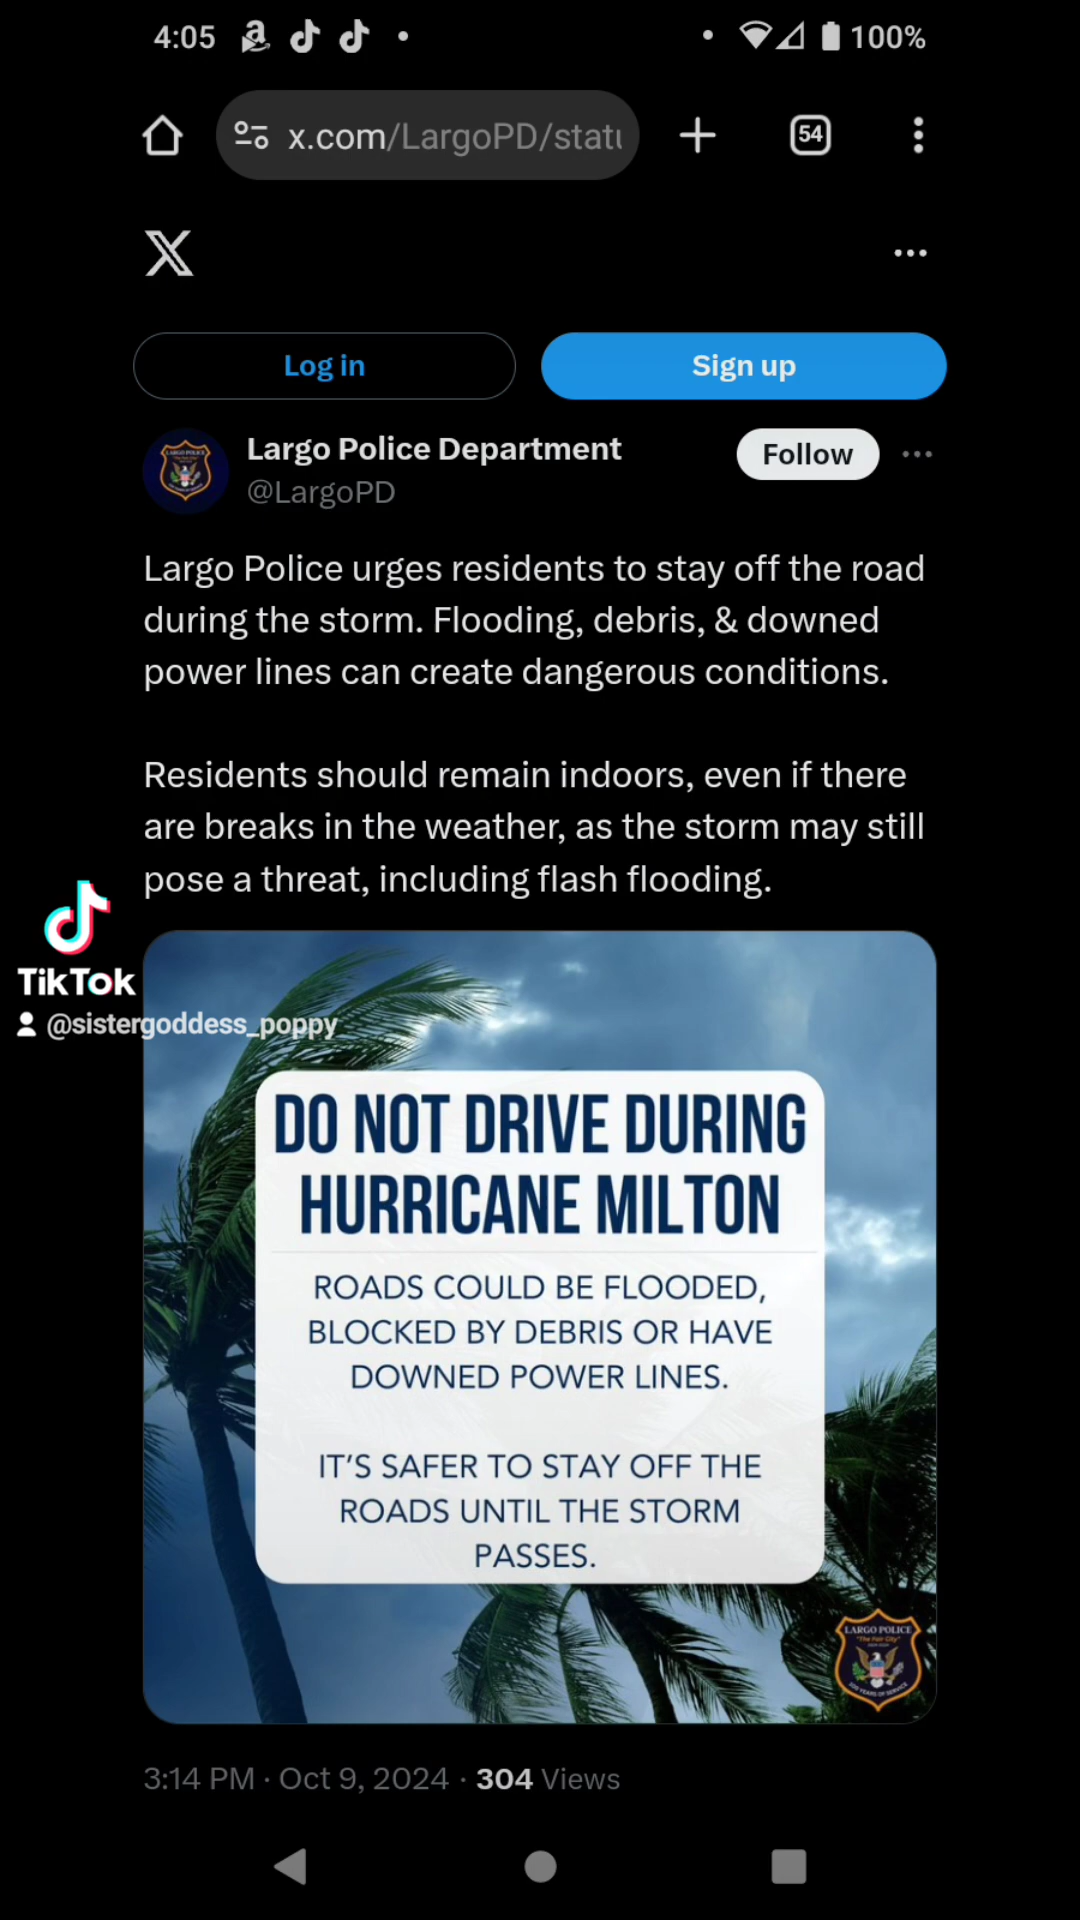 4:05
100%
x.com/LargoPD/statu
54
Log in
Sign up
Largo Police Department
@LargoPD
Follow
Largo Police urges residents to stay off the road
during the storm. Flooding, debris, & downed
power lines can create dangerous conditions.
Residents should remain indoors, even if there
are breaks in the weather, as the storm may still
pose a threat, including flash flooding.
TikTok
@sistergoddess_poppy
DO NOT DRIVE DURING
HURRICANE MILTON
ROADS COULD BE FLOODED,
BLOCKED BY DEBRIS OR HAVE
DOWNED POWER LINES.
IT'S SAFER TO STAY OFF THE
ROADS UNTIL THE STORM
PASSES.
LARGO POLICE
"The Fair City"
3:14 PM · Oct 9, 2024 · 304 Views